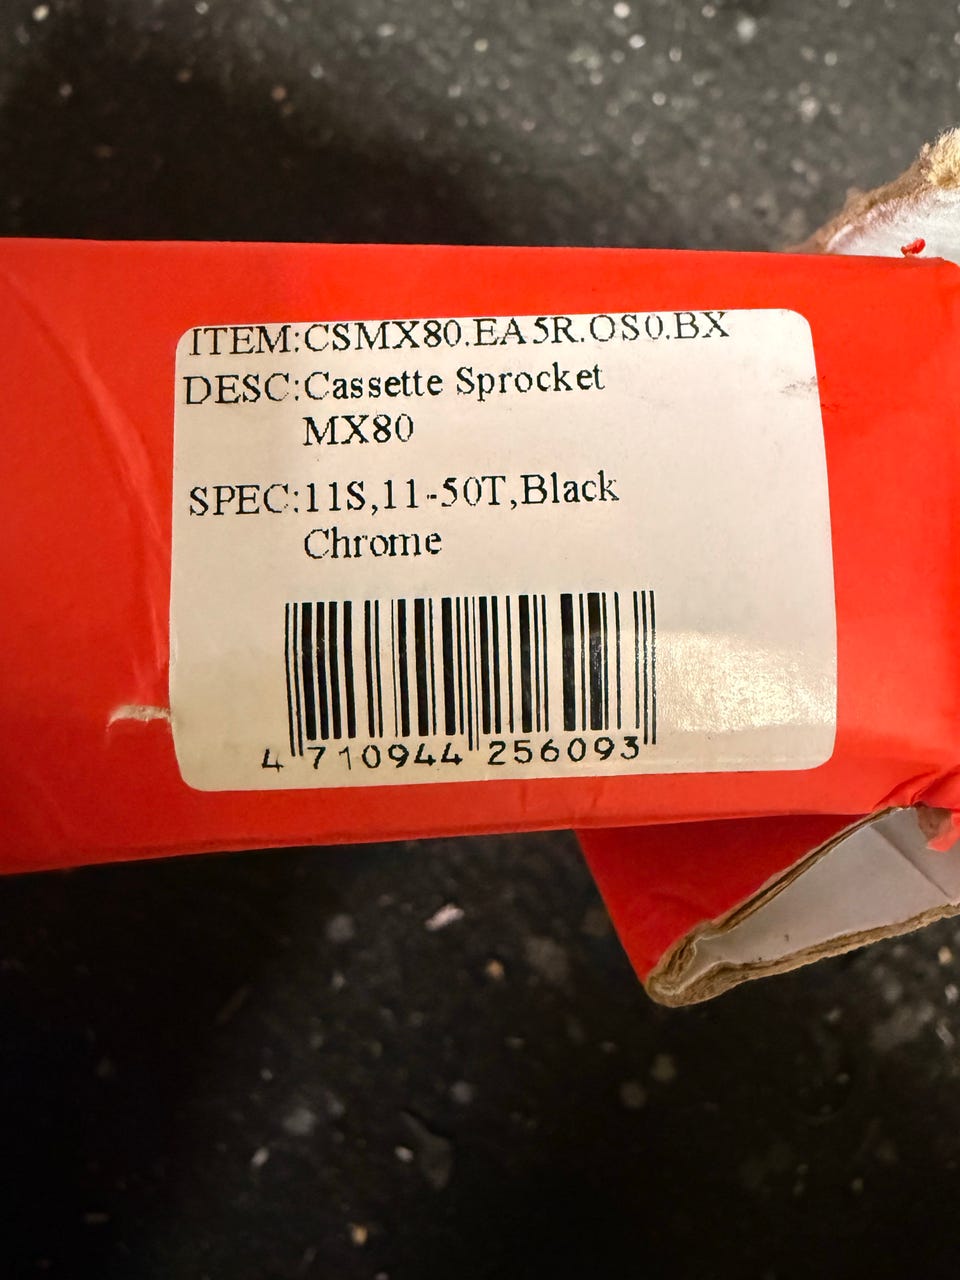 ITEM:CSMX80.EA5R.OS0.BX
DESC:Cassette Sprocket
MX80
SPEC:11S,11-50T,Black
Chrome
4 710944 256093